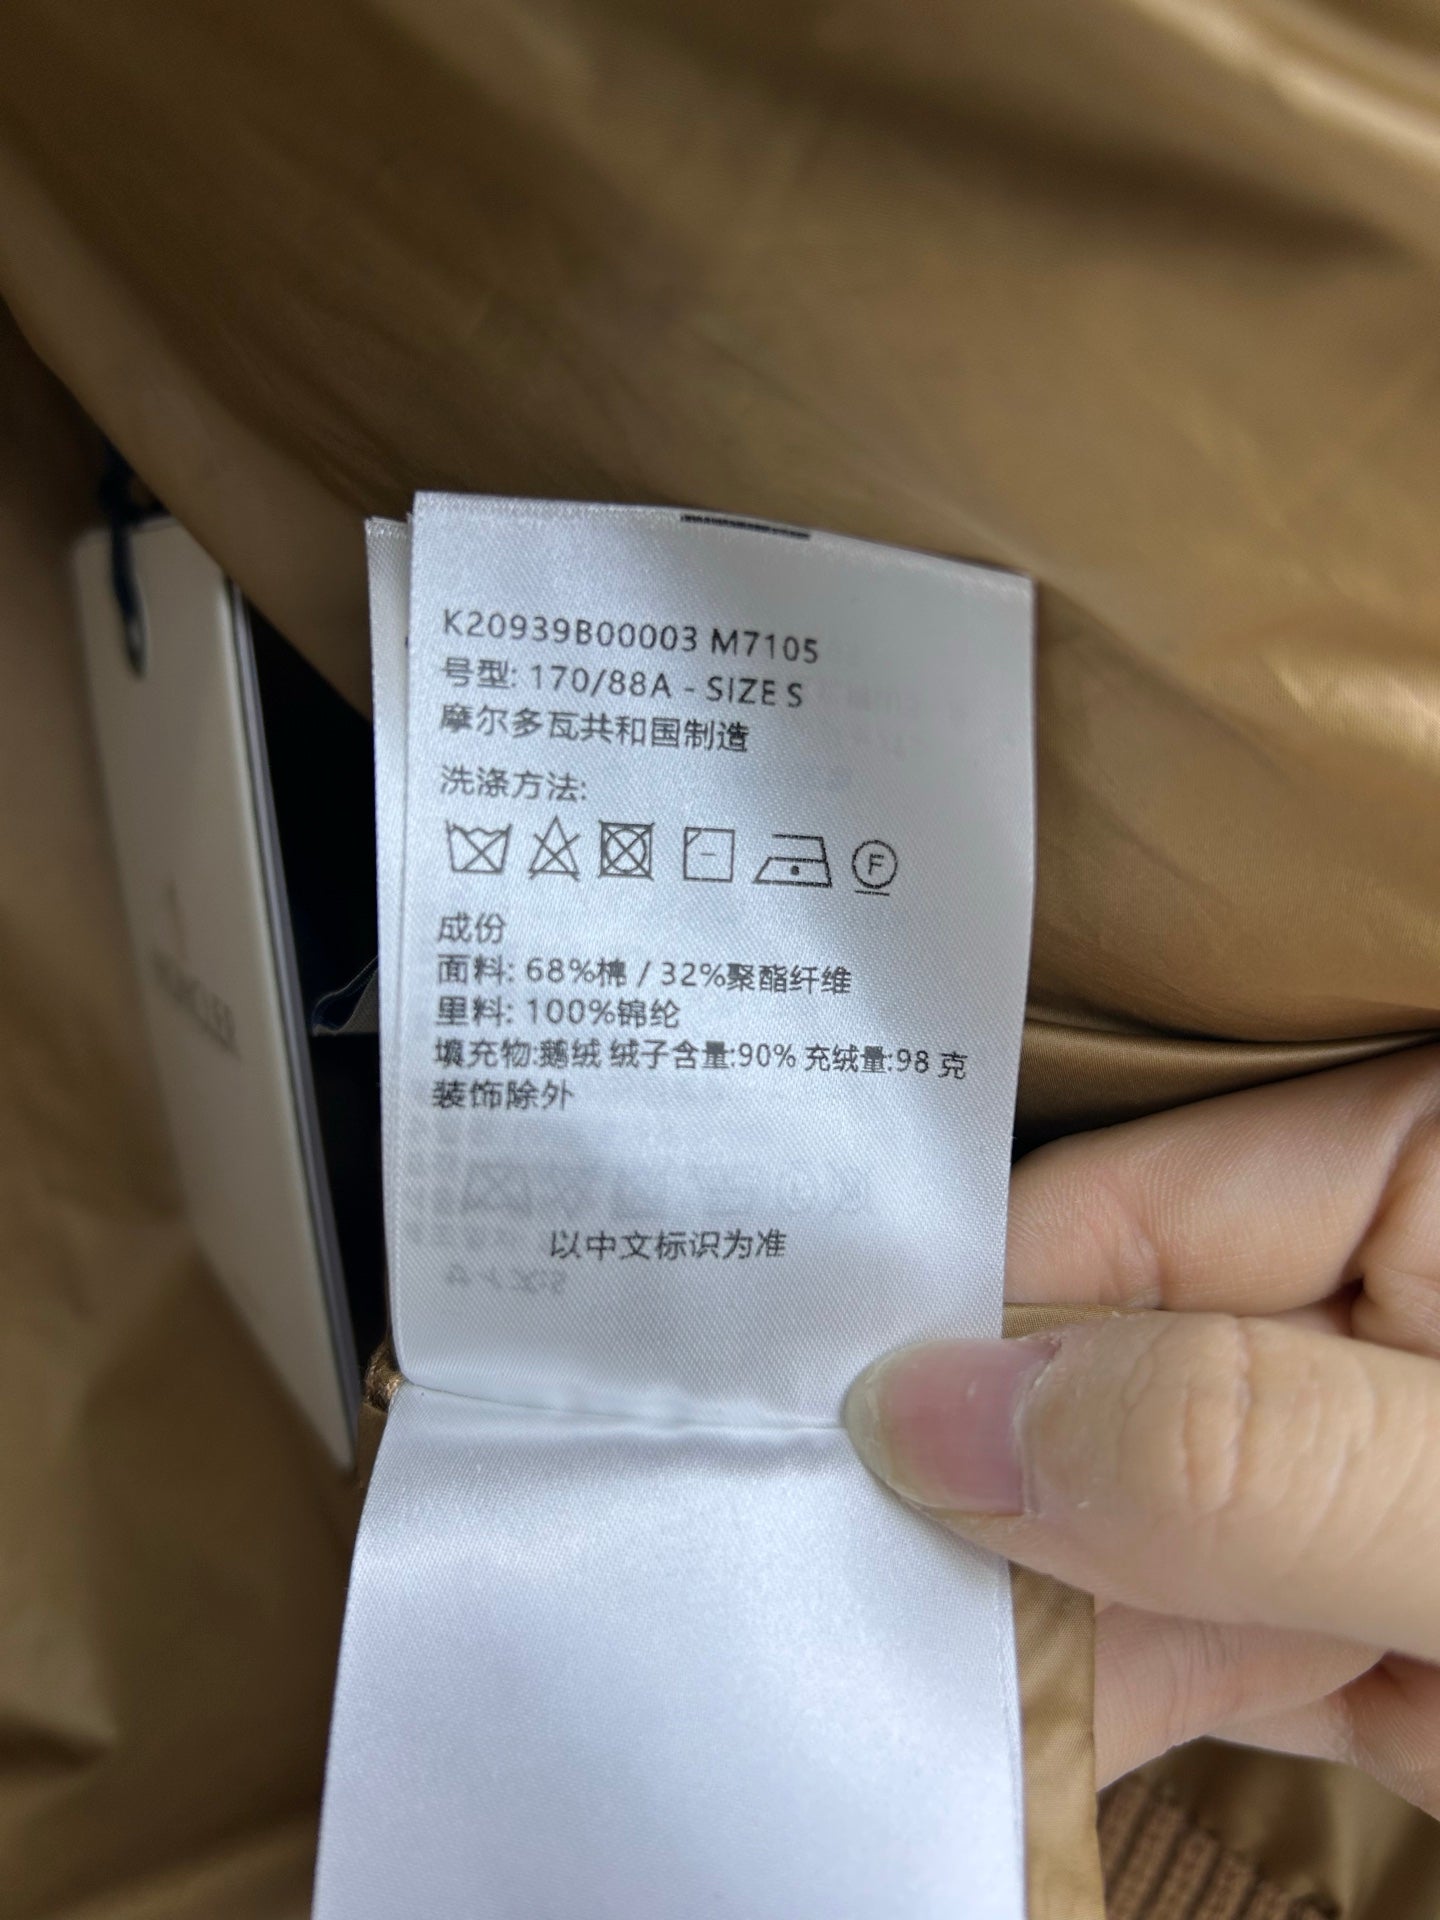 K20939B00003 M7105
号型: 170/88A - SIZE S
摩尔多瓦共和国制造
洗涤方法:
F
成份
面料: 68%棉 / 32%聚酯纤维
里料: 100%锦纶
填充物:鹅绒 绒子含量:90% 充绒量:98 克
装饰除外
以中文标识为准